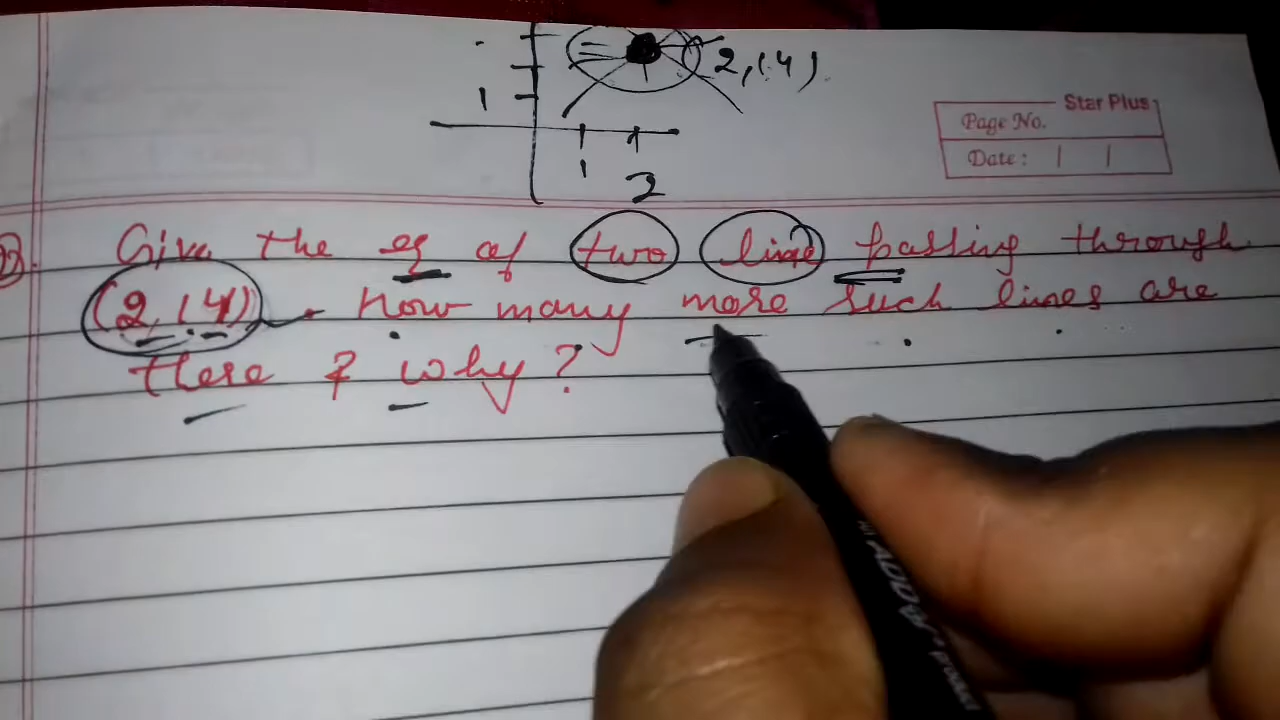 2,(4)
1
1
2
Star Plus
Page No.
Date :
Give the eq of two line passing through
(2,14). How many more such lines are
there & why?